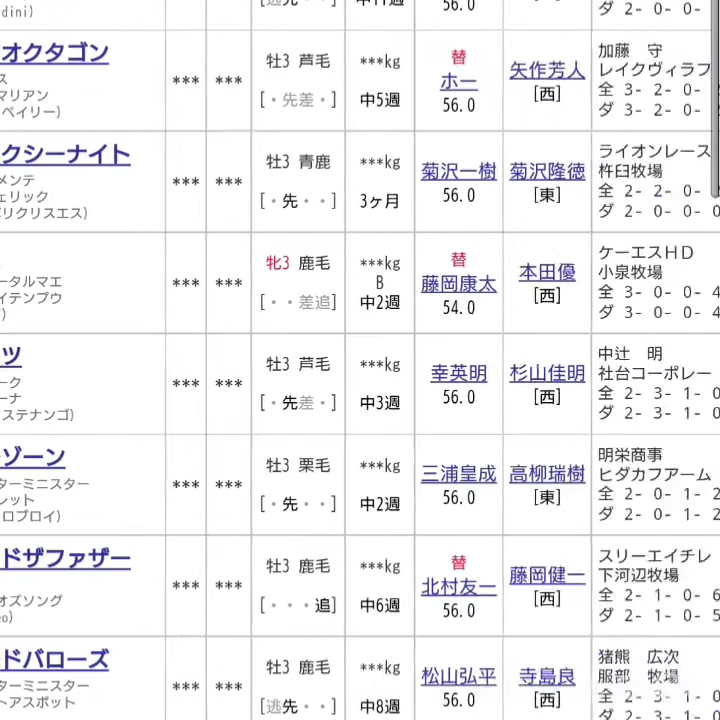 dini)
[逃先・・]
中11週
56.0
ダ 2- 0- 0-
オクタゴン
ス
マリアン
ベイリー)
*** ***
牡3 芦毛
[・先差・]
***kg
中5週
替
ホー
56.0
矢作芳人
[西]
加藤 守
レイクヴィラフ
全 3- 2- 0-
ダ 3- 2- 0-
クシーナイト
メンテ
ェリック
ボリクリスエス)
*** ***
牡3 青鹿
[・先・・]
***kg
3ヶ月
菊沢一樹
56.0
菊沢隆徳
[東]
ライオンレース
杵臼牧場
全 2- 2- 0-
ダ 2- 0- 0- 0
ータルマエ
イテンブウ
*** ***
牝3 鹿毛
[・・差追]
***kg
B
中2週
替
藤岡康太
54.0
本田優
[西]
ケーエスHD
小泉牧場
全 3- 0- 0- 4
ダ 3- 0- 0- 4
ツ
ーク
ーナ
ステナンゴ)
*** ***
牡3 芦毛
[・先差・]
***kg
中3週
幸英明
56.0
杉山佳明
[西]
中辻 明
社台コーポレー
全 2- 3- 1- 0
ダ 2- 3- 1- 0
ゾーン
ターミニスター
レット
ロブロイ)
*** ***
牡3 栗毛
[・先・・]
***kg
中2週
三浦皇成
56.0
高柳瑞樹
[東]
明栄商事
ヒダカフアーム
全 2- 0- 1- 2
ダ 2- 0- 1- 2
ドザファザー
オズソング
eo)
*** ***
牡3 鹿毛
[・・・追]
***kg
中6週
替
北村友一
56.0
藤岡健一
[西]
スリーエイチレ
下河辺牧場
全 2- 1- 0- 6
ダ 2- 1- 0- 5
ドバローズ
ターミニスター
トアスポット
*** ***
牡3 鹿毛
[逃先・・]
***kg
中8週
松山弘平
56.0
寺島良
[西]
猪熊 広次
服部 牧場
全 2- 3- 1- 0
ダ 2- 3- 1- 0